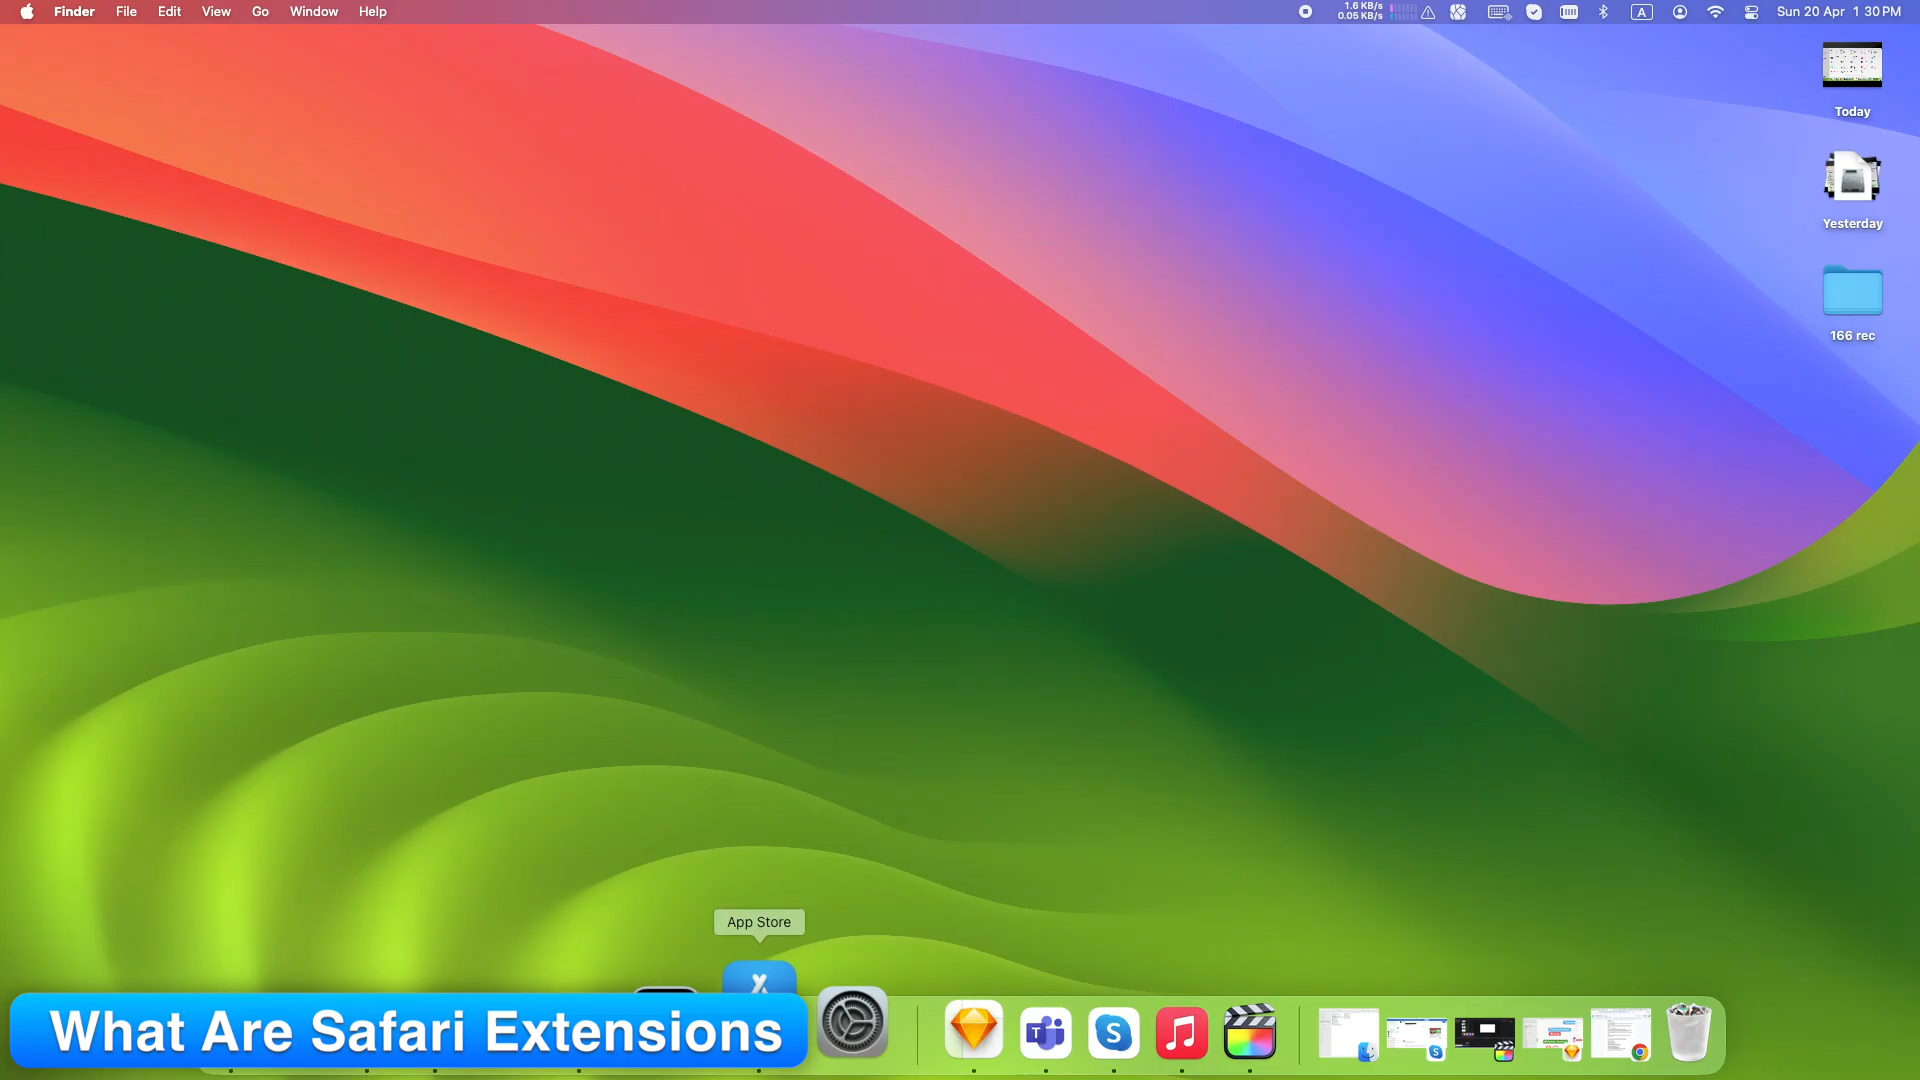 Finder File Edit View Go Window Help
1.6 KB/s
0.05 KB/s
A
Sun 20 Apr 1 30 PM
Today
Yesterday
166 rec
App Store
What Are Safari Extensions